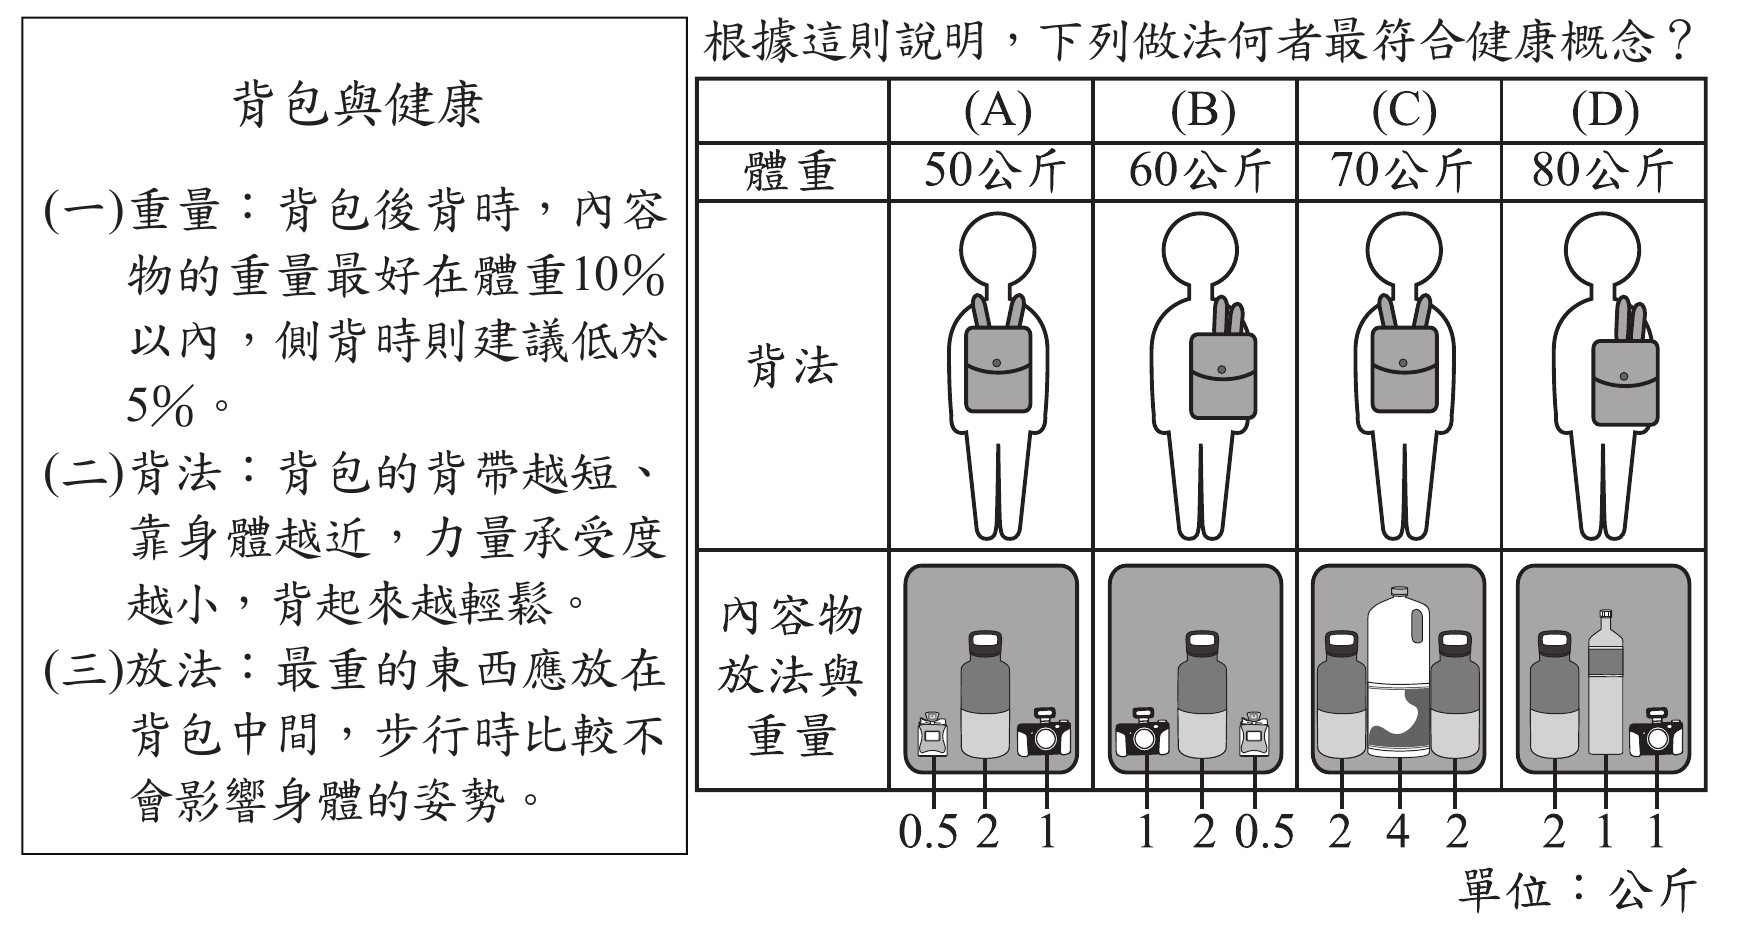 背包與健康
(一)重量：背包後背時，內容
物的重量最好在體重10%
以內，側背時則建議低於
5%。
(二)背法：背包的背帶越短、
靠身體越近，力量承受度
越小，背起來越輕鬆。
(三)放法：最重的東西應放在
背包中間，步行時比較不
會影響身體的姿勢。
根據這則說明，下列做法何者最符合健康概念？
(A) (B) (C) (D)
體重 50公斤 60公斤 70公斤 80公斤
背法
內容物
放法與
重量
0.5 2 1 1 2 0.5 2 4 2 2 1 1
單位：公斤